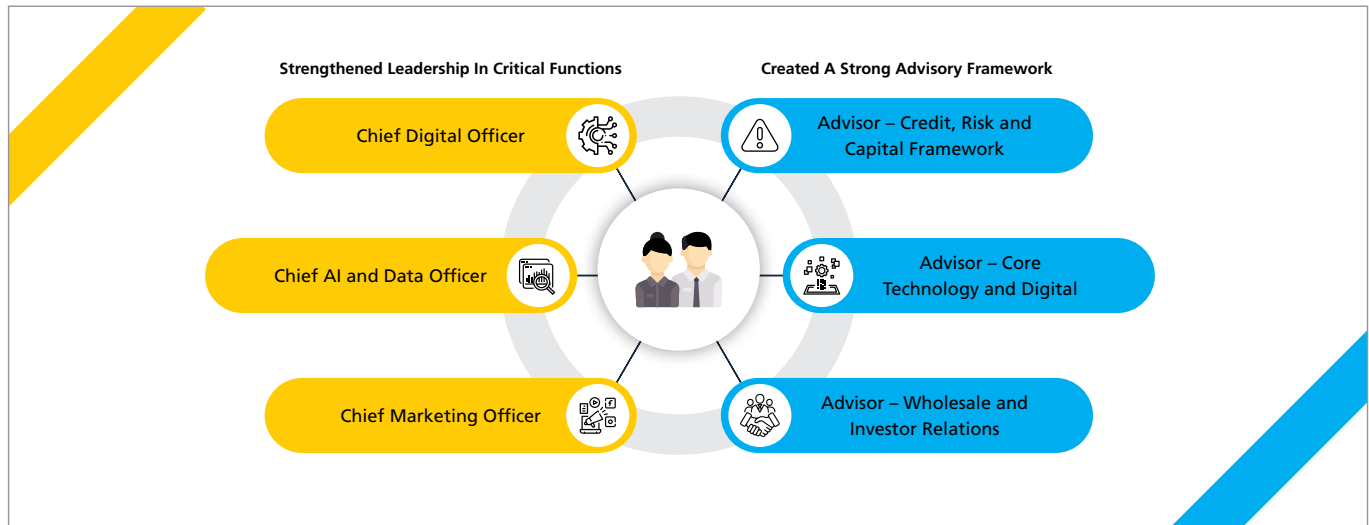 Strengthened Leadership In Critical Functions
Chief Digital Officer
Chief AI and Data Officer
Chief Marketing Officer
Created A Strong Advisory Framework
Advisor – Credit, Risk and
Capital Framework
Advisor – Core
Technology and Digital
Advisor – Wholesale and
Investor Relations